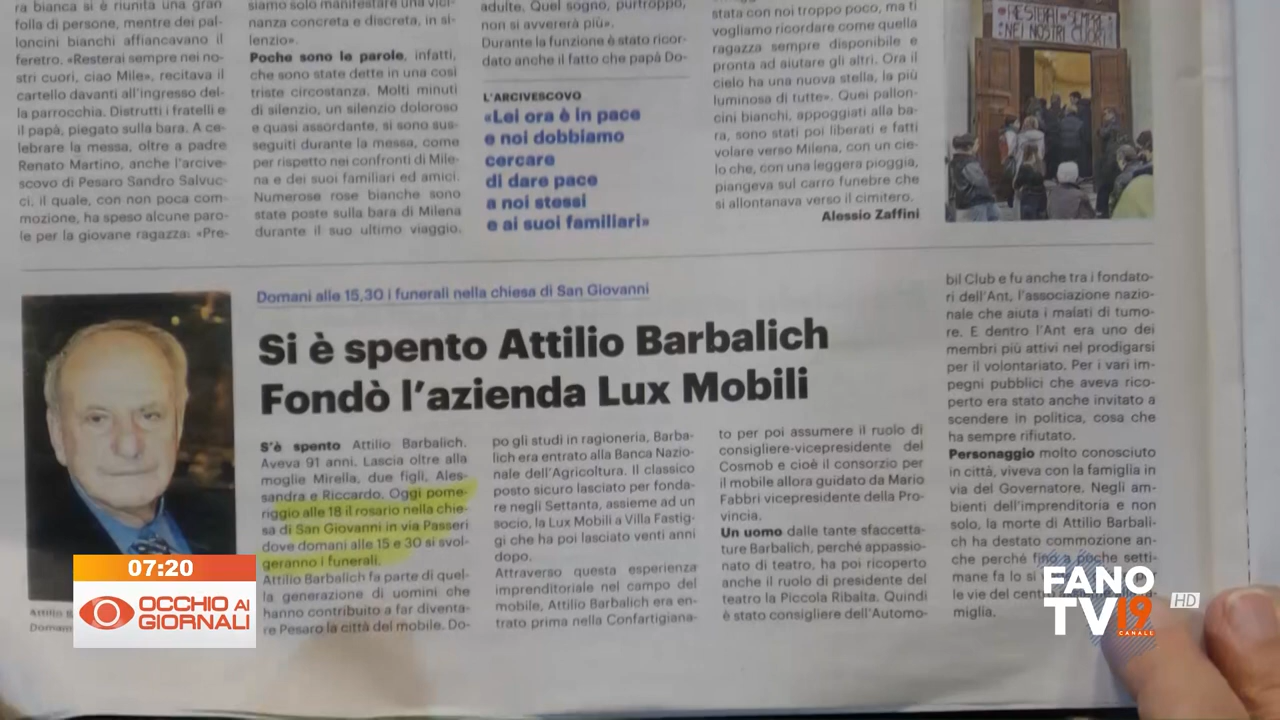 ra bianca si è riunita una gran
folla di persone, mentre dei pal-
loncini bianchi affiancavano il
feretro. «Resterai sempre nei no-
stri cuori, ciao Mile», recitava il
cartello davanti all'ingresso del-
la parrocchia. Distrutti i fratelli e
il papà, piegato sulla bara. A ce-
lebrare la messa, oltre a padre
Renato Martino, anche l'arcive-
scovo di Pesaro Sandro Salvuc-
ci, il quale, con non poca com-
mozione, ha speso alcune paro-
le per la giovane ragazza: «Pre-
siamo solo manifestare una vici-
nanza concreta e discreta, in si-
lenzio».
Poche sono le parole, infatti,
che sono state dette in una così
triste circostanza. Molti minuti
di silenzio, un silenzio doloroso
e quasi assordante, si sono sus-
seguiti durante la messa, come
per rispetto nei confronti di Mile-
na e dei suoi familiari ed amici.
Numerose rose bianche sono
state poste sulla bara di Milena
durante il suo ultimo viaggio.
adulte. Quel sogno, purtroppo,
non si avvererà più».
Durante la funzione è stato ricor-
dato anche il fatto che papà Do-
L'ARCIVESCOVO
«Lei ora è in pace
e noi dobbiamo
cercare
di dare pace
a noi stessi
e ai suoi familiari»
stata con noi troppo poco, ma ti
vogliamo ricordare come quella
ragazza sempre disponibile e
pronta ad aiutare gli altri. Ora il
cielo ha una nuova stella, la più
luminosa di tutte». Quei pallon-
cini bianchi, appoggiati alla ba-
ra, sono stati poi liberati e fatti
volare verso Milena, con un cie-
lo che, con una leggera pioggia,
piangeva sul carro funebre che
si allontanava verso il cimitero.
Alessio Zaffini
RESTERAI SEMPRE
NEI NOSTRI CUORI
Domani alle 15,30 i funerali nella chiesa di San Giovanni
Si è spento Attilio Barbalich
Fondò l'azienda Lux Mobili
S'è spento Attilio Barbalich.
Aveva 91 anni. Lascia oltre alla
moglie Mirella, due figli, Ales-
sandra e Riccardo. Oggi pome-
riggio alle 18 il rosario nella chie-
sa di San Giovanni in via Passeri
dove domani alle 15 e 30 si svol-
geranno i funerali.
Attilio Barbalich fa parte di quel-
la generazione di uomini che
hanno contribuito a far diventa-
re Pesaro la città del mobile. Do-
po gli studi in ragioneria, Barba-
lich era entrato alla Banca Nazio-
nale dell'Agricoltura. Il classico
posto sicuro lasciato per fonda-
re negli Settanta, assieme ad un
socio, la Lux Mobili a Villa Fastig-
gi che ha poi lasciato venti anni
dopo.
Attraverso questa esperienza
imprenditoriale nel campo del
mobile, Attilio Barbalich era en-
trato prima nella Confartigiana-
to per poi assumere il ruolo di
consigliere-vicepresidente del
Cosmob e cioè il consorzio per
il mobile allora guidato da Mario
Fabbri vicepresidente della Pro-
vincia.
Un uomo dalle tante sfaccetta-
ture Barbalich, perché appassio-
nato di teatro, ha poi ricoperto
anche il ruolo di presidente del
teatro la Piccola Ribalta. Quindi
è stato consigliere dell'Automo-
bil Club e fu anche tra i fondato-
ri dell'Ant, l'associazione nazio-
nale che aiuta i malati di tumo-
re. E dentro l'Ant era uno dei
membri più attivi nel prodigarsi
per il volontariato. Per i vari im-
pegni pubblici che aveva rico-
perto era stato anche invitato a
scendere in politica, cosa che
ha sempre rifiutato.
Personaggio molto conosciuto
in città, viveva con la famiglia in
via del Governatore. Negli am-
bienti dell'imprenditoria e non
solo, la morte di Attilio Barbali-
ch ha destato commozione an-
che perché fino a poche setti-
mane fa lo si
le vie del
miglia.
Attilio
07:20
OCCHIO AI
GIORNALI
FANO
TV 19
CANALE
HD